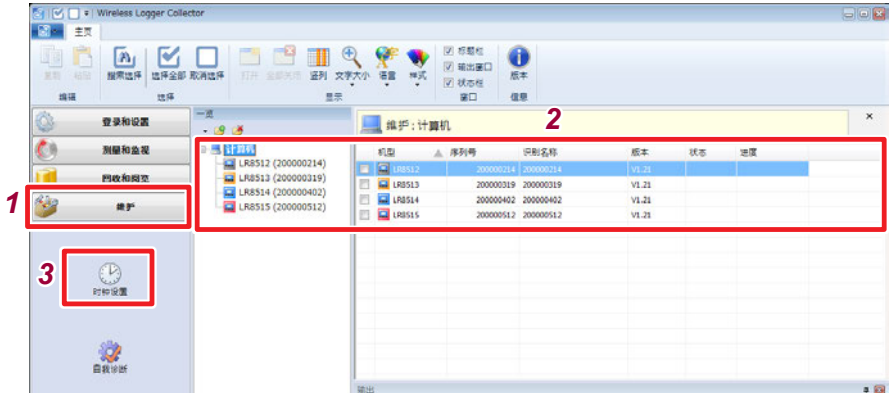 Wireless Logger Collector
主页
复制 粘贴 搜索选择 选择全部 取消选择 打开 全部关闭 竖列 文字大小 语言 样式 版本
标题栏
输出窗口
状态栏
编辑 选择 显示 窗口 信息
登录和设置
测量和监视
回收和阅览
1 维护
3 时钟设置
自我诊断
一览
计算机
LR8512 (200000214)
LR8513 (200000319)
LR8514 (200000402)
LR8515 (200000512)
维护:计算机 2
机型 序列号 识别名称 版本 状态 进度
LR8512 200000214 200000214 V1.21
LR8513 200000319 200000319 V1.21
LR8514 200000402 200000402 V1.21
LR8515 200000512 200000512 V1.21
输出